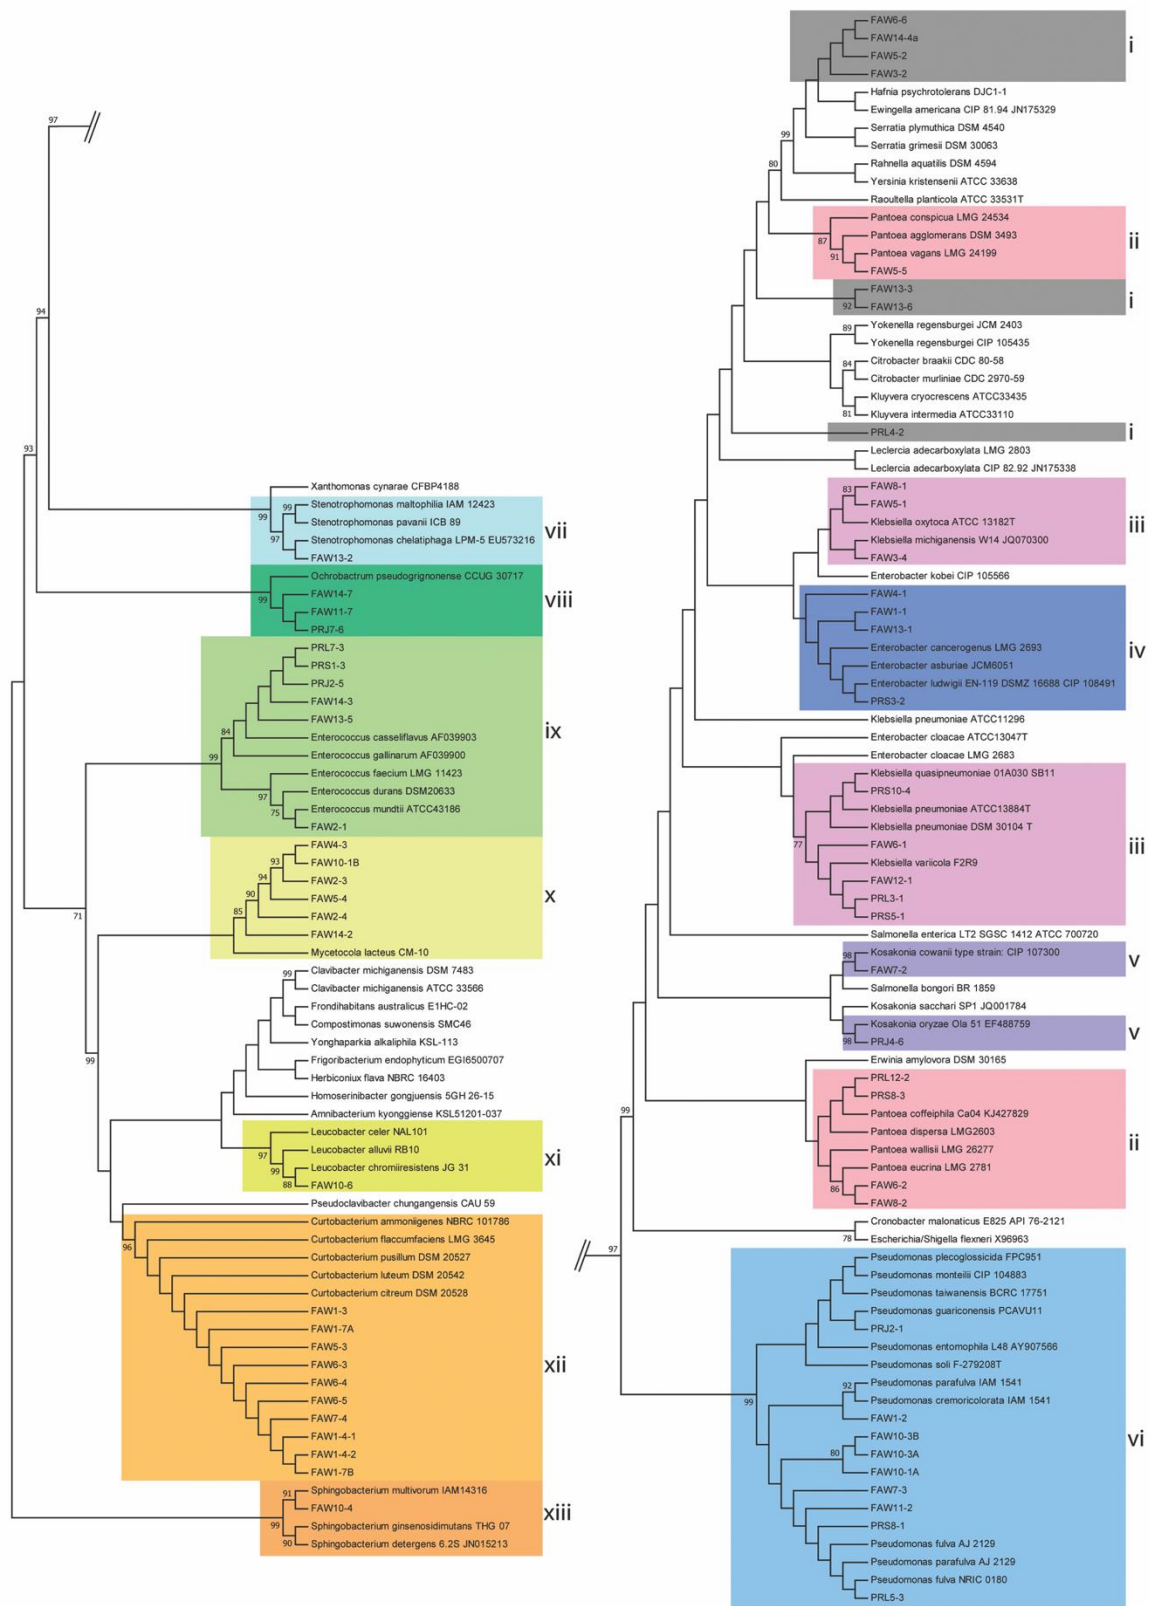 97
94
93
Xanthomonas cynarae CFBP4188
99
Stenotrophomonas maltophilia IAM 12423
99
Stenotrophomonas pavanii ICB 89
97
Stenotrophomonas chelatiphaga LPM-5 EU573216
FAW13-2
vii
Ochrobactrum pseudogrignonense CCUG 30717
99
FAW14-7
FAW11-7
PRJ7-6
viii
PRL7-3
PRS1-3
PRJ2-5
FAW14-3
FAW13-5
84
Enterococcus casseliflavus AF039903
99
Enterococcus gallinarum AF039900
Enterococcus faecium LMG 11423
97
Enterococcus durans DSM20633
75
Enterococcus mundtii ATCC43186
FAW2-1
ix
71
FAW4-3
93
FAW10-1B
94
FAW2-3
90
FAW5-4
85
FAW2-4
FAW14-2
Mycetocola lacteus CM-10
x
99
99
Clavibacter michiganensis DSM 7483
Clavibacter michiganensis ATCC 33566
Frondihabitans australicus E1HC-02
Compostimonas suwonensis SMC46
Yonghaparkia alkaliphila KSL-113
Frigoribacterium endophyticum EGI6500707
Herbiconiux flava NBRC 16403
Homoserinibacter gongjuensis 5GH 26-15
Amnibacterium kyonggiense KSL51201-037
Leucobacter celer NAL101
97
Leucobacter alluvii RB10
99
Leucobacter chromiiresistens JG 31
88
FAW10-6
xi
Pseudoclavibacter chungangensis CAU 59
Curtobacterium ammoniigenes NBRC 101786
96
Curtobacterium flaccumfaciens LMG 3645
Curtobacterium pusillum DSM 20527
Curtobacterium luteum DSM 20542
Curtobacterium citreum DSM 20528
FAW1-3
FAW1-7A
FAW5-3
FAW6-3
FAW6-4
FAW6-5
FAW7-4
FAW1-4-1
FAW1-4-2
FAW1-7B
xii
91
Sphingobacterium multivorum IAM14316
FAW10-4
99
Sphingobacterium ginsenosidimutans THG 07
90
Sphingobacterium detergens 6.2S JN015213
xiii
FAW6-6
FAW14-4a
FAW5-2
FAW3-2
i
Hafnia psychrotolerans DJC1-1
Ewingella americana CIP 81.94 JN175329
Serratia plymuthica DSM 4540
99
Serratia grimesii DSM 30063
80
Rahnella aquatilis DSM 4594
Yersinia kristensenii ATCC 33638
Raoultella planticola ATCC 33531T
Pantoea conspicua LMG 24534
87
Pantoea agglomerans DSM 3493
91
Pantoea vagans LMG 24199
FAW5-5
ii
FAW13-3
92
FAW13-6
i
89
Yokenella regensburgei JCM 2403
Yokenella regensburgei CIP 105435
84
Citrobacter braakii CDC 80-58
Citrobacter murliniae CDC 2970-59
Kluyvera cryocrescens ATCC33435
81
Kluyvera intermedia ATCC33110
PRL4-2
i
Leclercia adecarboxylata LMG 2803
Leclercia adecarboxylata CIP 82.92 JN175338
83
FAW8-1
FAW5-1
Klebsiella oxytoca ATCC 13182T
Klebsiella michiganensis W14 JQ070300
FAW3-4
iii
Enterobacter kobei CIP 105566
FAW4-1
FAW1-1
FAW13-1
Enterobacter cancerogenus LMG 2693
Enterobacter asburiae JCM6051
Enterobacter ludwigii EN-119 DSMZ 16688 CIP 108491
PRS3-2
iv
Klebsiella pneumoniae ATCC11296
Enterobacter cloacae ATCC13047T
Enterobacter cloacae LMG 2683
Klebsiella quasipneumoniae 01A030 SB11
PRS10-4
Klebsiella pneumoniae ATCC13884T
Klebsiella pneumoniae DSM 30104 T
77
FAW6-1
Klebsiella variicola F2R9
FAW12-1
PRL3-1
PRS5-1
iii
Salmonella enterica LT2 SGSC 1412 ATCC 700720
98
Kosakonia cowanii type strain: CIP 107300
FAW7-2
v
Salmonella bongori BR 1859
Kosakonia sacchari SP1 JQ001784
Kosakonia oryzae Ola 51 EF488759
98
PRJ4-6
v
Erwinia amylovora DSM 30165
PRL12-2
PRS8-3
99
Pantoea coffeiphila Ca04 KJ427829
Pantoea dispersa LMG2603
Pantoea wallisii LMG 26277
Pantoea eucrina LMG 2781
86
FAW6-2
FAW8-2
ii
Cronobacter malonaticus E825 API 76-2121
78
Escherichia/Shigella flexneri X96963
97
Pseudomonas plecoglossicida FPC951
Pseudomonas monteilii CIP 104883
Pseudomonas taiwanensis BCRC 17751
Pseudomonas guariconensis PCAVU11
PRJ2-1
Pseudomonas entomophila L48 AY907566
Pseudomonas soli F-279208T
92
Pseudomonas parafulva IAM 1541
99
Pseudomonas cremoricolorata IAM 1541
FAW1-2
FAW10-3B
80
FAW10-3A
FAW10-1A
FAW7-3
FAW11-2
PRS8-1
Pseudomonas fulva AJ 2129
Pseudomonas parafulva AJ 2129
Pseudomonas fulva NRIC 0180
PRL5-3
vi